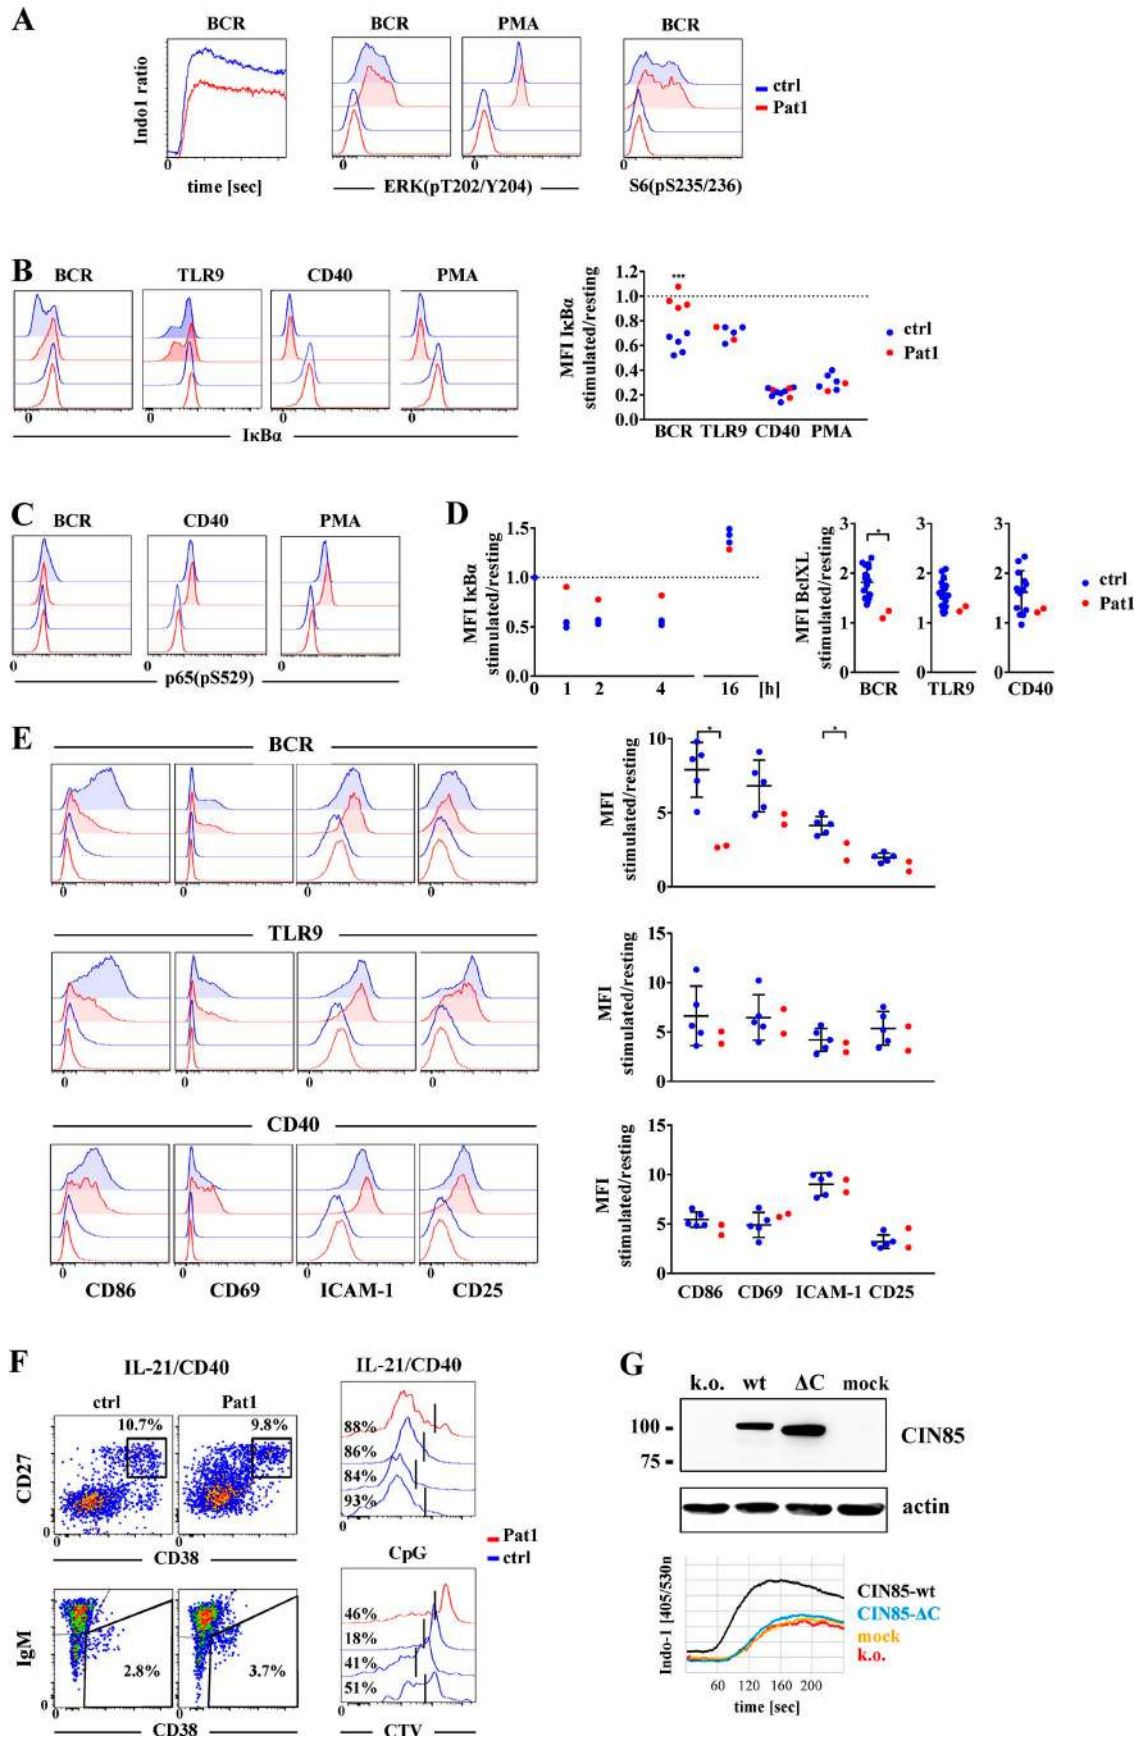 A
BCR
BCR
PMA
BCR
Indo1 ratio
ctrl
Pat1
0
0
0
0
time [sec]
ERK(pT202/Y204)
S6(pS235/236)
B
BCR
TLR9
CD40
PMA
0
0
0
0
IκBα
MFI IκBα
stimulated/resting
1.2
1.0
0.8
0.6
0.4
0.2
0.0
***
BCR
TLR9
CD40
PMA
ctrl
Pat1
C
BCR
CD40
PMA
0
0
0
p65(pS529)
D
MFI IκBα
stimulated/resting
1.5
1.0
0.5
0.0
0
1
2
4
16
[h]
MFI BclXL
stimulated/resting
3
2
1
0
*
BCR
3
2
1
0
TLR9
3
2
1
0
CD40
ctrl
Pat1
E
BCR
0
0
0
0
MFI
stimulated/resting
10
5
0
*
*
TLR9
0
0
0
0
MFI
stimulated/resting
15
10
5
0
CD40
0
0
0
0
CD86
CD69
ICAM-1
CD25
MFI
stimulated/resting
15
10
5
0
CD86
CD69
ICAM-1
CD25
F
IL-21/CD40
ctrl
Pat1
10.7%
9.8%
CD27
0
0
0
CD38
IgM
2.8%
3.7%
0
0
0
CD38
IL-21/CD40
88%
86%
84%
93%
0
Pat1
ctrl
CpG
46%
18%
41%
51%
0
CTV
G
k.o.
wt
ΔC
mock
100
75
CIN85
actin
Indo-1 [405/530n
60
120
160
200
time [sec]
CIN85-wt
CIN85-ΔC
mock
k.o.